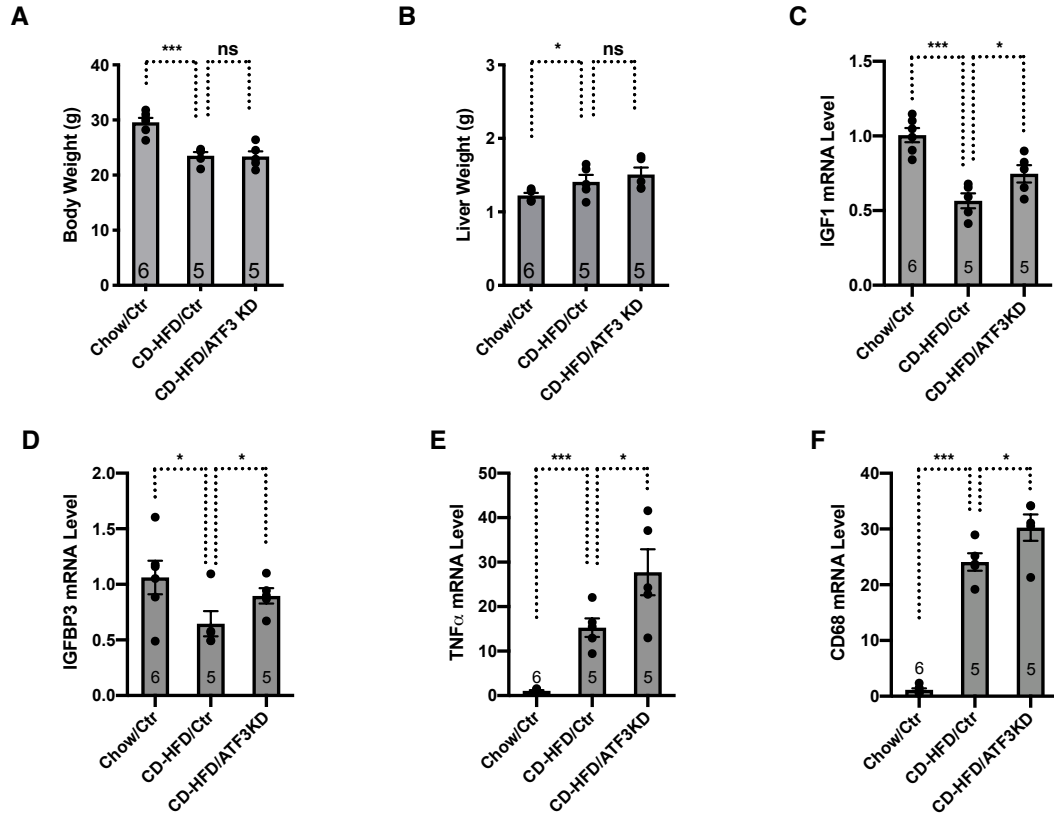 A
*** ns
Body Weight (g)
40
30
20
10
0
6 5 5
Chow/Ctr
CD-HFD/Ctr
CD-HFD/ATF3 KD
B
* ns
Liver Weight (g)
3
2
1
0
6 5 5
Chow/Ctr
CD-HFD/Ctr
CD-HFD/ATF3 KD
C
*** *
IGF1 mRNA Level
1.5
1.0
0.5
0.0
6 5 5
Chow/Ctr
CD-HFD/Ctr
CD-HFD/ATF3KD
D
* *
IGFBP3 mRNA Level
2.0
1.5
1.0
0.5
0.0
6 5 5
Chow/Ctr
CD-HFD/Ctr
CD-HFD/ATF3KD
E
*** *
TNFα mRNA Level
50
40
30
20
10
0
6 5 5
Chow/Ctr
CD-HFD/Ctr
CD-HFD/ATF3KD
F
*** *
CD68 mRNA Level
40
30
20
10
0
6 5 5
Chow/Ctr
CD-HFD/Ctr
CD-HFD/ATF3KD